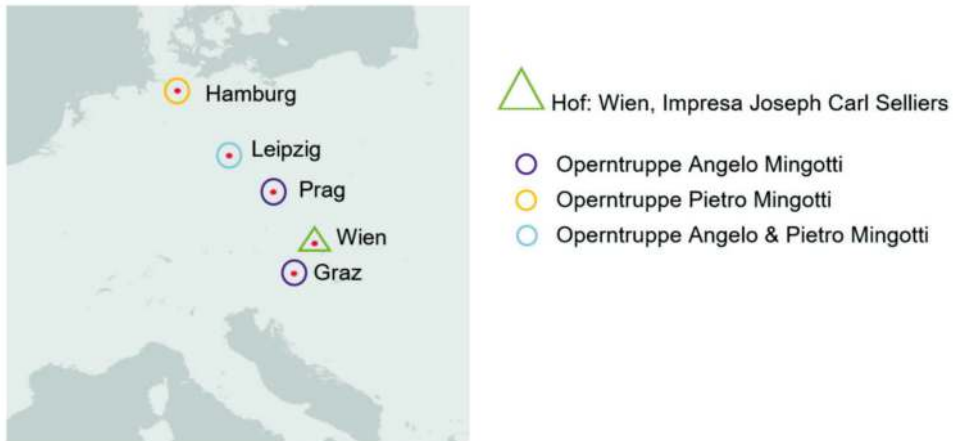 Hamburg
Leipzig
Prag
Wien
Graz
Hof: Wien, Impresa Joseph Carl Selliers
Operntruppe Angelo Mingotti
Operntruppe Pietro Mingotti
Operntruppe Angelo & Pietro Mingotti